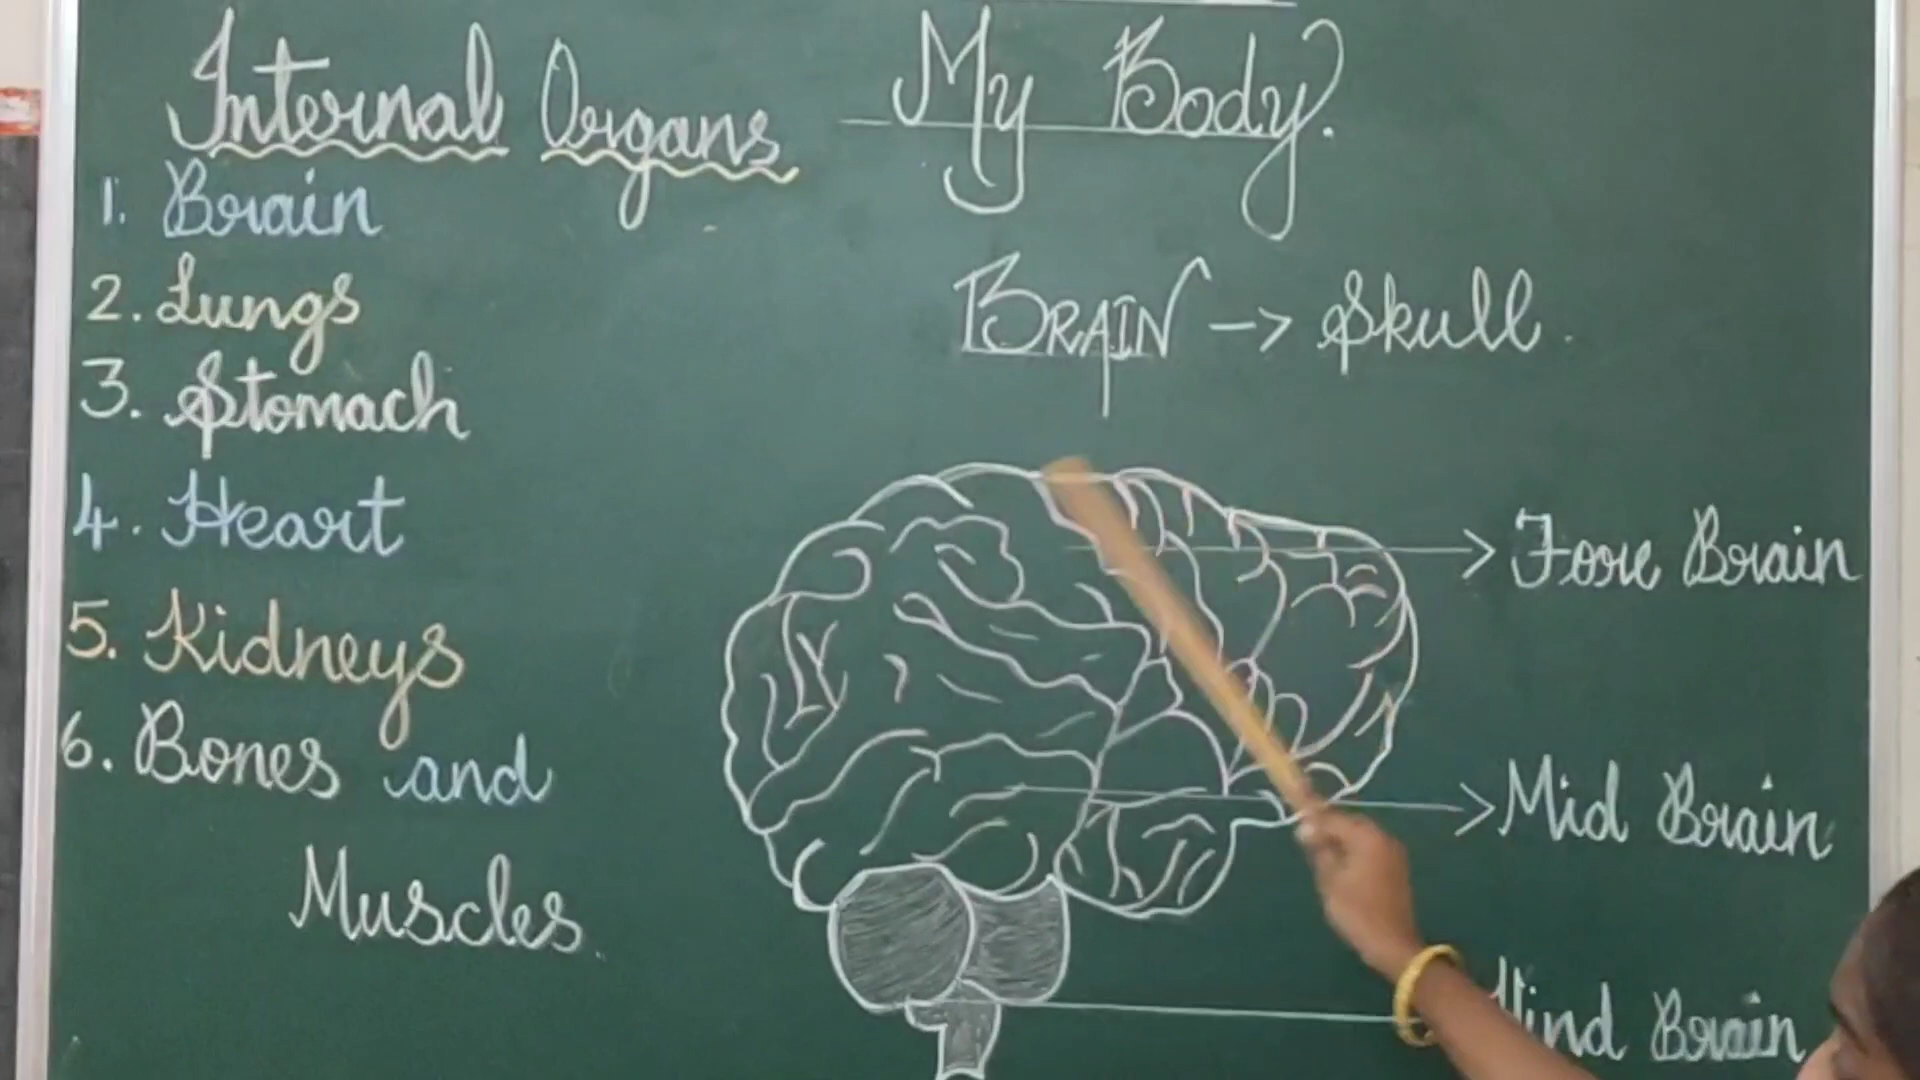 My Body?
Internal Organs
1. Brain
2. Lungs
3. Stomach
4. Heart
5. Kidneys
6. Bones and
Muscles.
BRAIN -> Skull.
Fore Brain
Mid Brain
Hind Brain